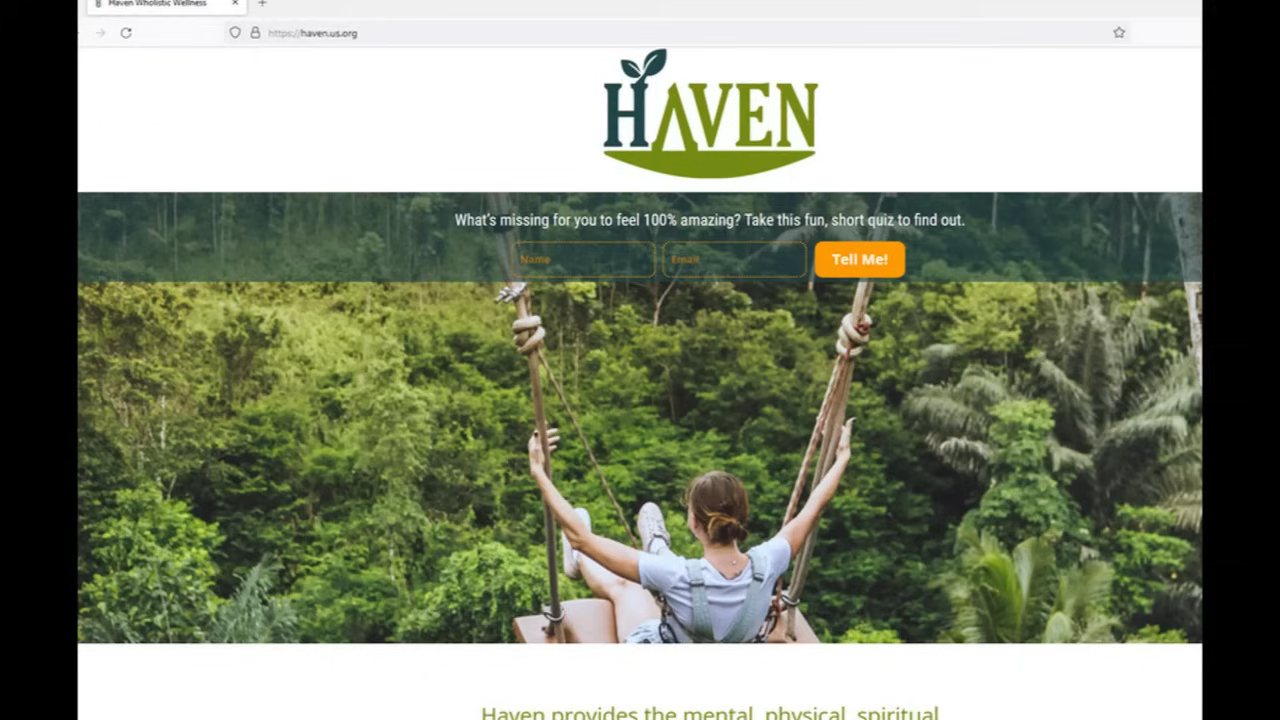 Haven Wholistic Wellness
https://haven.us.org
HAVEN
What's missing for you to feel 100% amazing? Take this fun, short quiz to find out.
Name
Email
Tell Me!
Haven provides the mental, physical, spiritual